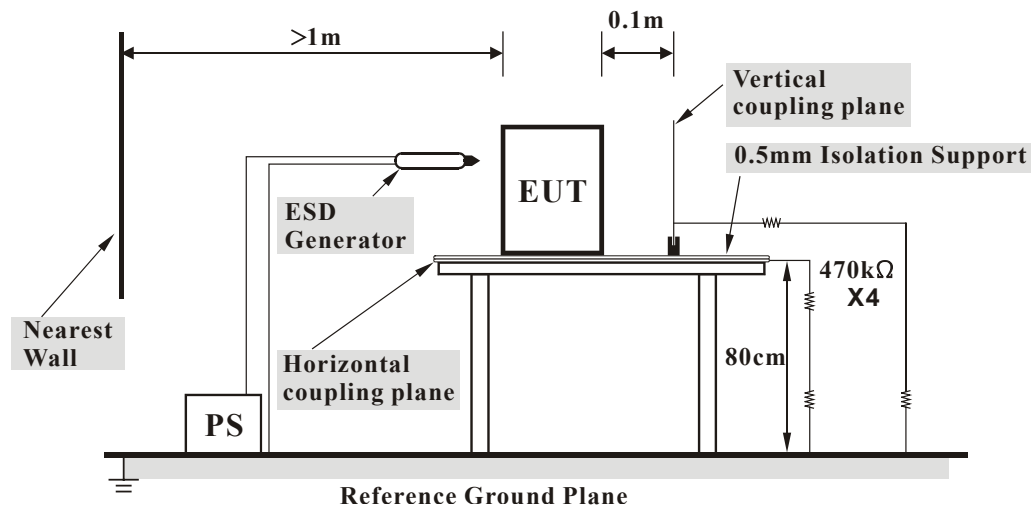 >1m
0.1m
Vertical
coupling plane
0.5mm Isolation Support
EUT
ESD
Generator
470kΩ
X4
Nearest
Wall
Horizontal
coupling plane
80cm
PS
Reference Ground Plane